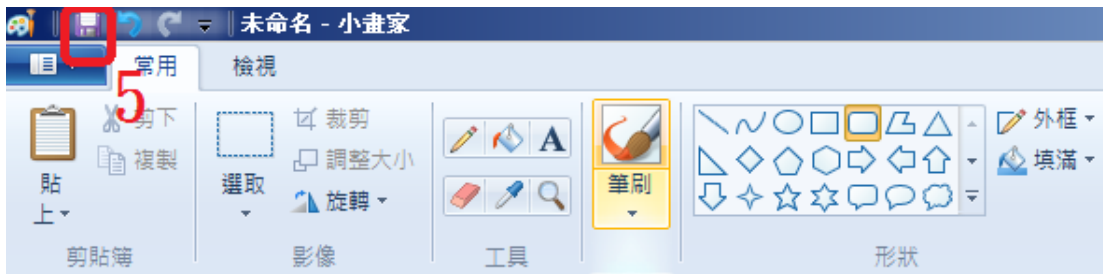 未命名 - 小畫家
5
常用 檢視
剪下
複製
貼上
選取
裁剪
調整大小
旋轉
A
筆刷
外框
填滿
剪貼簿 影像 工具 形狀